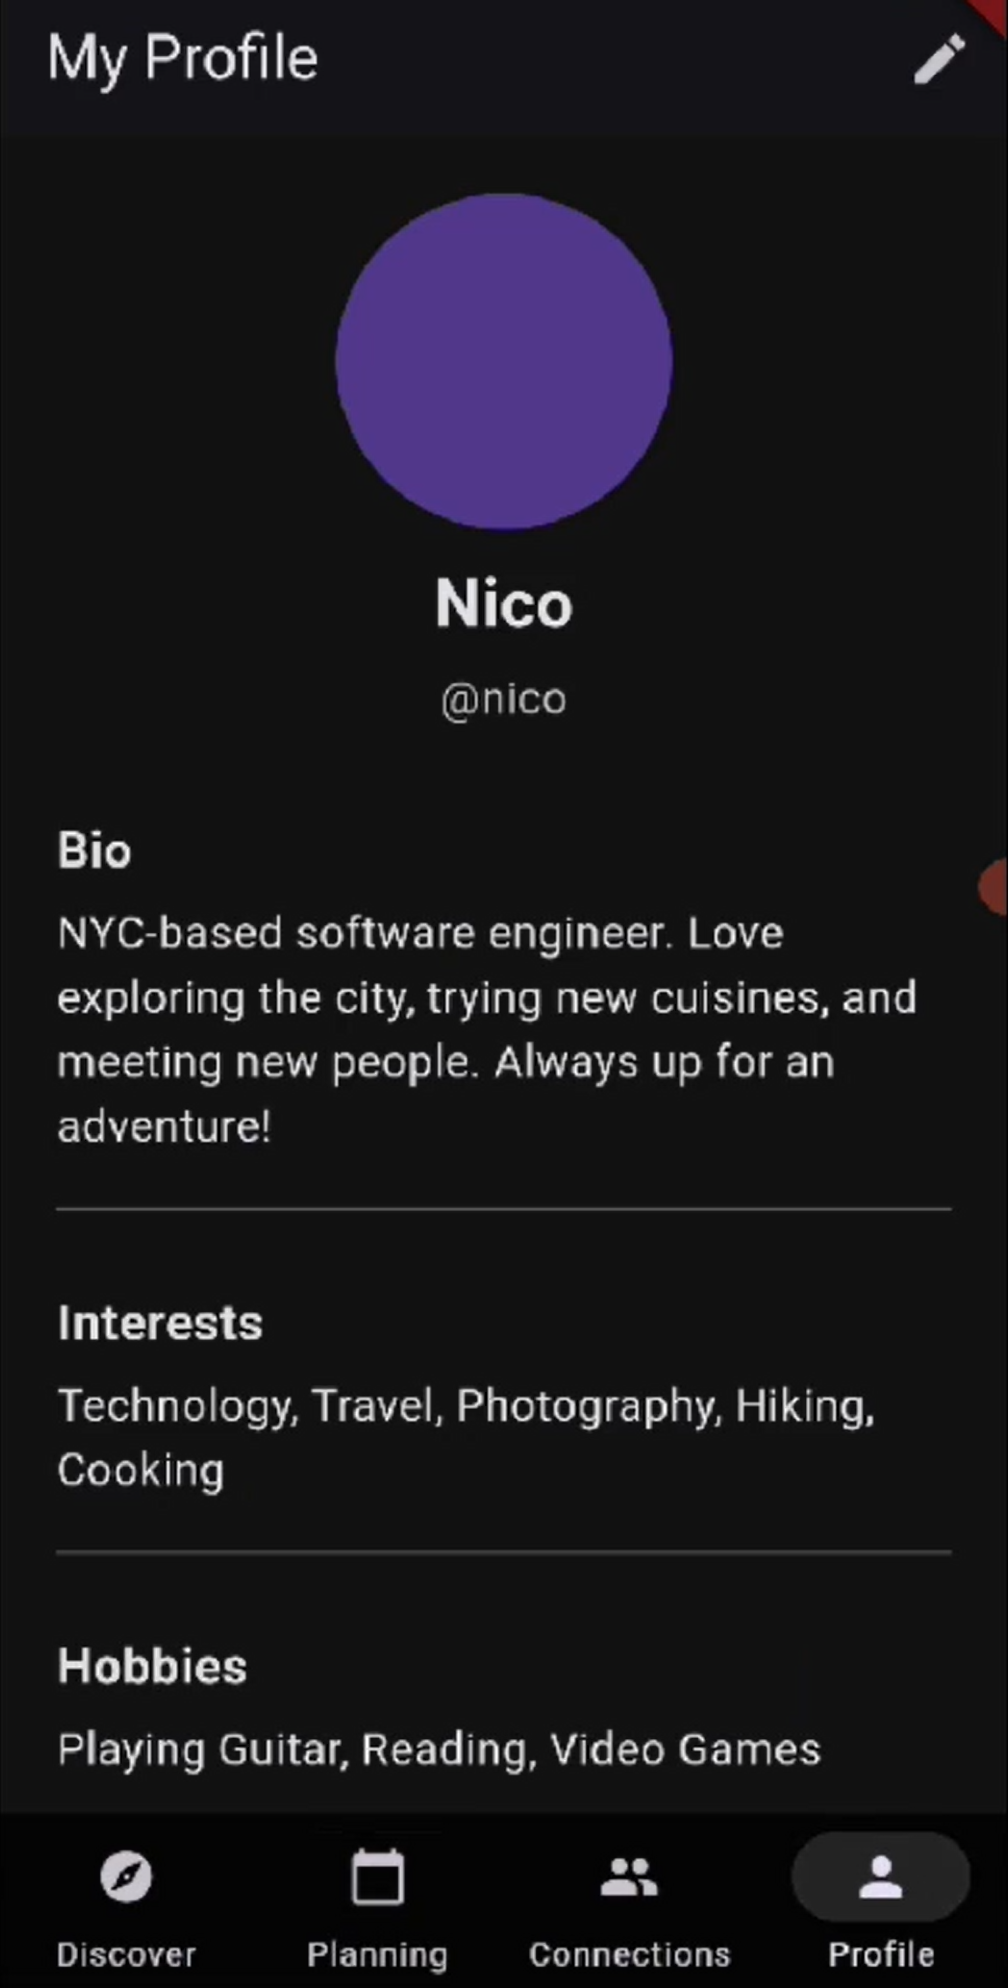 My Profile
Nico
@nico
Bio
NYC-based software engineer. Love
exploring the city, trying new cuisines, and
meeting new people. Always up for an
adventure!
Interests
Technology, Travel, Photography, Hiking,
Cooking
Hobbies
Playing Guitar, Reading, Video Games
Discover
Planning
Connections
Profile